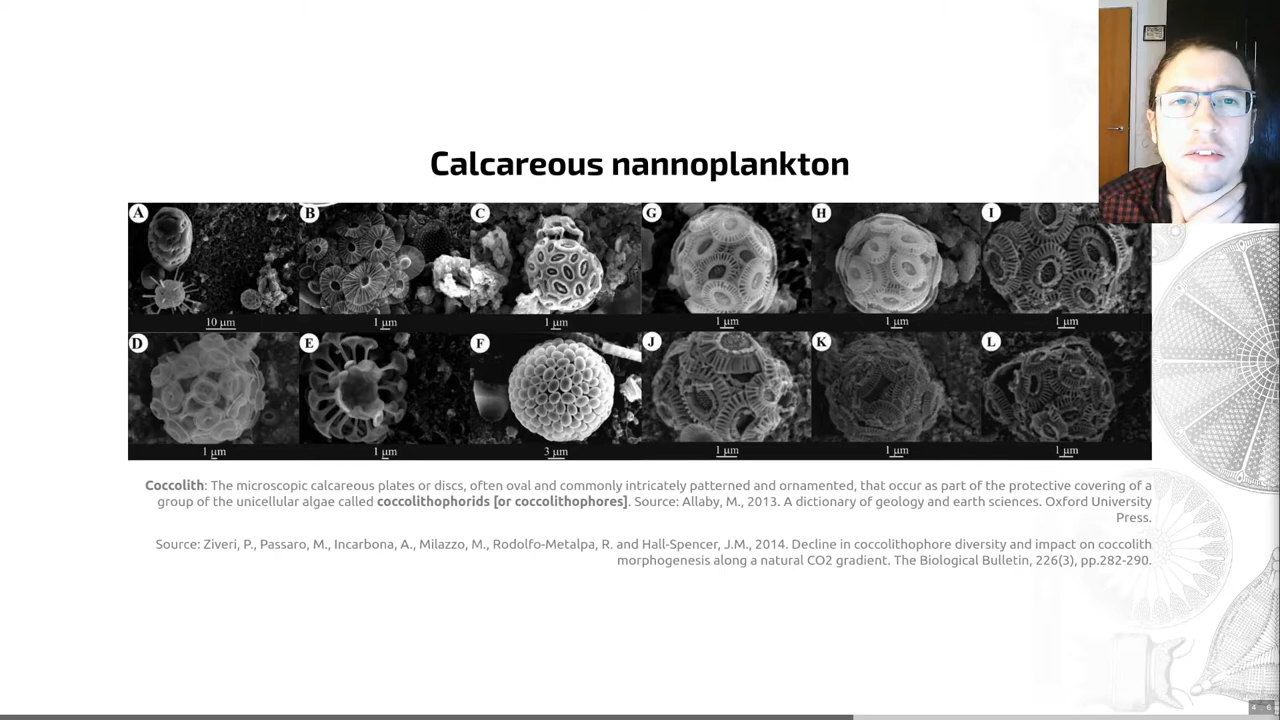 Calcareous nannoplankton
A B C G H I
10 µm 1 µm 1 µm 1 µm 1 µm 1 µm
D E F J K L
1 µm 1 µm 3 µm 1 µm 1 µm 1 µm
Coccolith: The microscopic calcareous plates or discs, often oval and commonly intricately patterned and ornamented, that occur as part of the protective covering of a
group of the unicellular algae called coccolithophorids [or coccolithophores]. Source: Allaby, M., 2013. A dictionary of geology and earth sciences. Oxford University
Press.
Source: Ziveri, P., Passaro, M., Incarbona, A., Milazzo, M., Rodolfo-Metalpa, R. and Hall-Spencer, J.M., 2014. Decline in coccolithophore diversity and impact on coccolith
morphogenesis along a natural CO2 gradient. The Biological Bulletin, 226(3), pp.282-290.
4 6